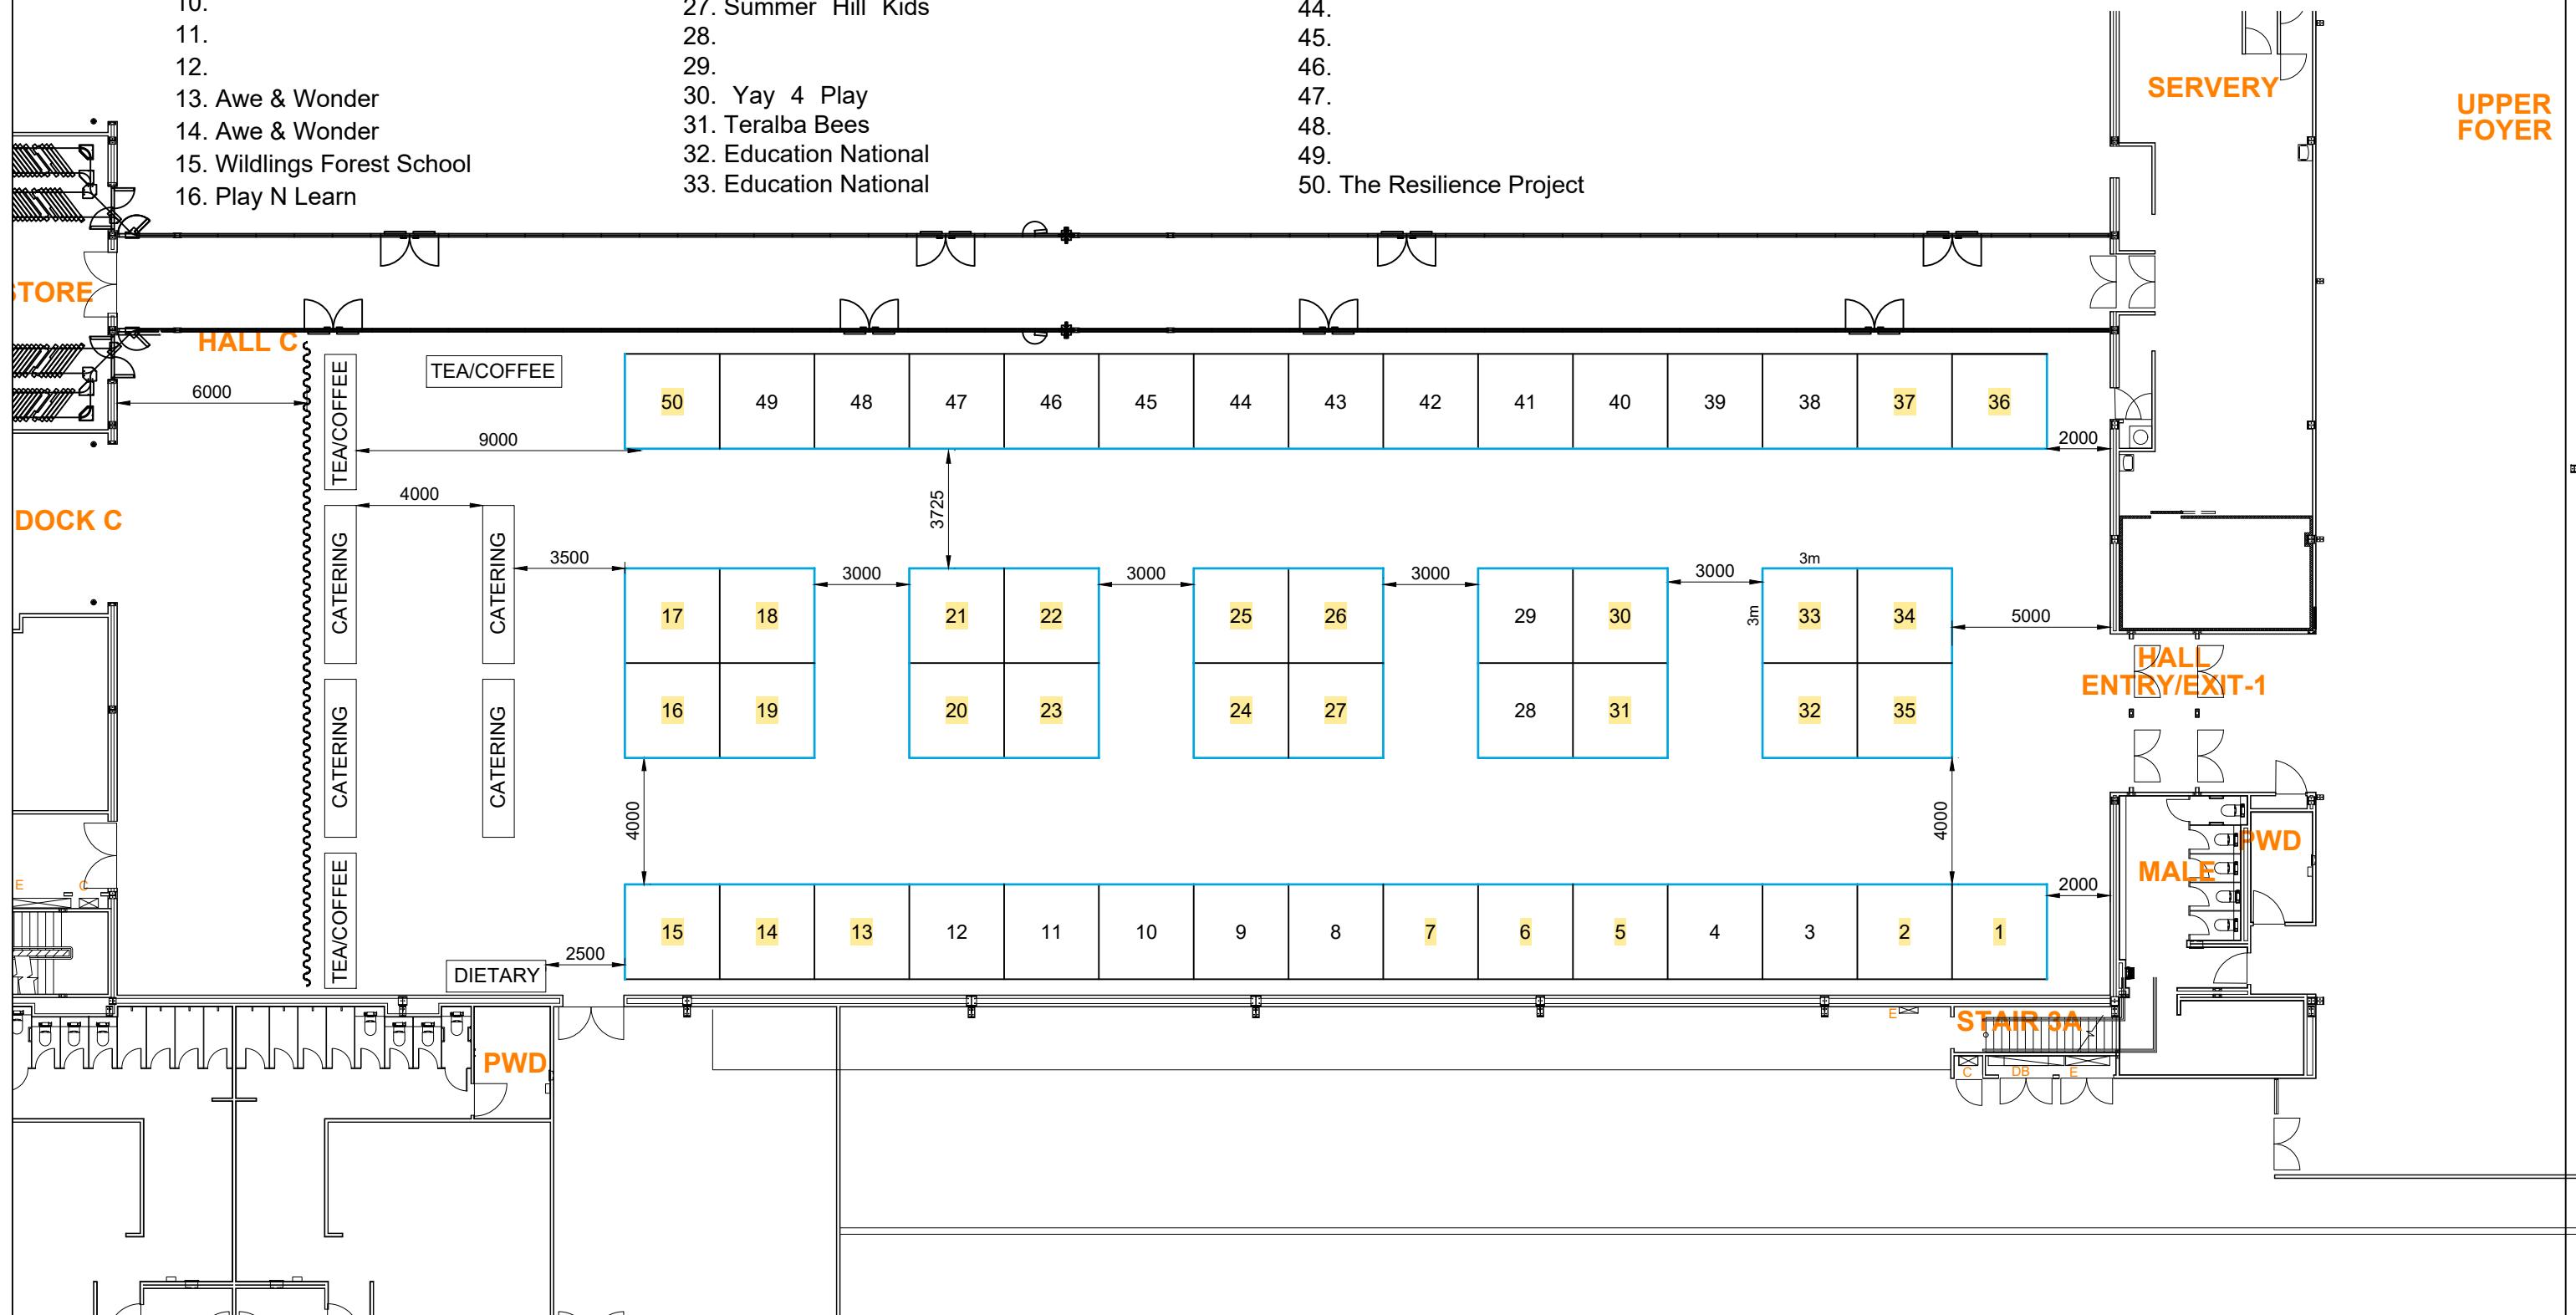 10.
11.
12.
13. Awe & Wonder
14. Awe & Wonder
15. Wildlings Forest School
16. Play N Learn
27. Summer Hill Kids
28.
29.
30. Yay 4 Play
31. Teralba Bees
32. Education National
33. Education National
44.
45.
46.
47.
48.
49.
50. The Resilience Project
SERVERY
UPPER
FOYER
STORE
HALL C
6000
TEA/COFFEE
TEA/COFFEE
9000
50 49 48 47 46 45 44 43 42 41 40 39 38 37 36
2000
DOCK C
4000
3725
CATERING
CATERING
3500
3000
3000
3000
3000
3m
3m
5000
17 18 21 22 25 26 29 30 33 34
16 19 20 23 24 27 28 31 32 35
HALL
ENTRY/EXIT-1
CATERING
CATERING
4000
4000
PWD
MALE
E C
TEA/COFFEE
2000
15 14 13 12 11 10 9 8 7 6 5 4 3 2 1
2500
DIETARY
E
STAIR 3A
PWD
C DB E